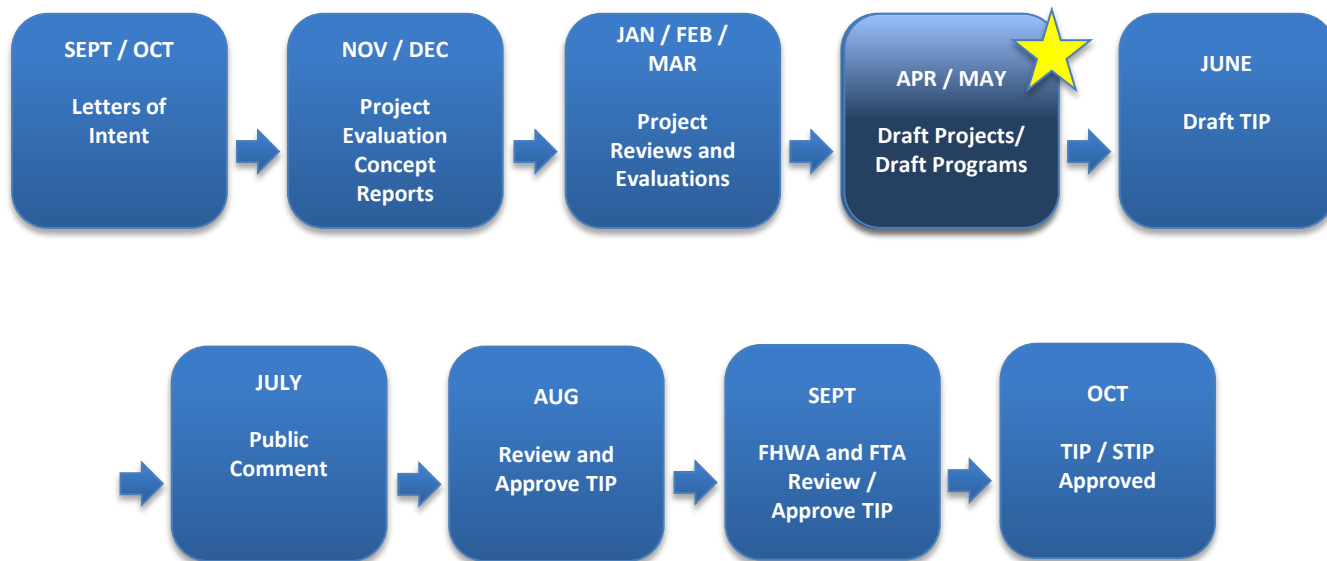 SEPT / OCT
Letters of
Intent
NOV / DEC
Project
Evaluation
Concept
Reports
JAN / FEB /
MAR
Project
Reviews and
Evaluations
APR / MAY
Draft Projects/
Draft Programs
JUNE
Draft TIP
JULY
Public
Comment
AUG
Review and
Approve TIP
SEPT
FHWA and FTA
Review /
Approve TIP
OCT
TIP / STIP
Approved